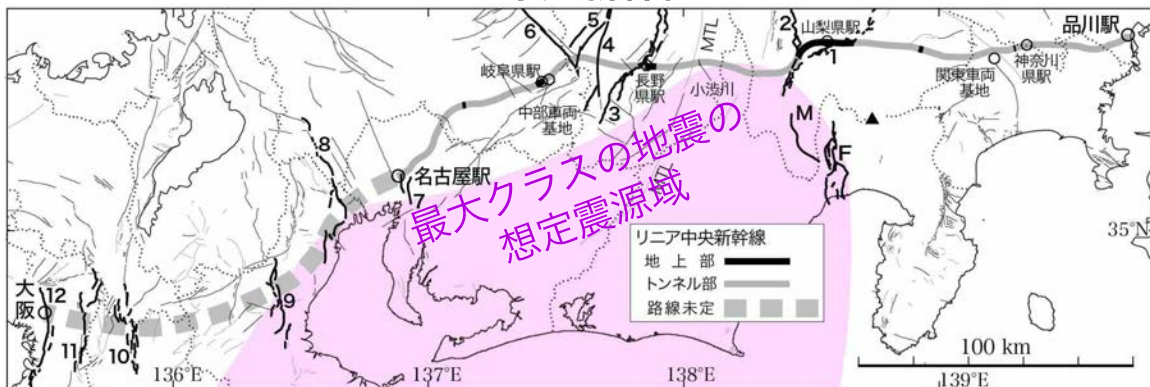 品川駅
山梨県駅
神奈川
県駅
関東車両
基地
MTL
長野
県駅
小渋川
岐阜県駅
中部車両
基地
名古屋駅
大
阪
1
2
3
4
5
6
7
8
9
10
11
12
M
F
最大クラスの地震の
想定震源域
リニア中央新幹線
地上部
トンネル部
路線未定
35°N
100 km
136°E
137°E
138°E
139°E